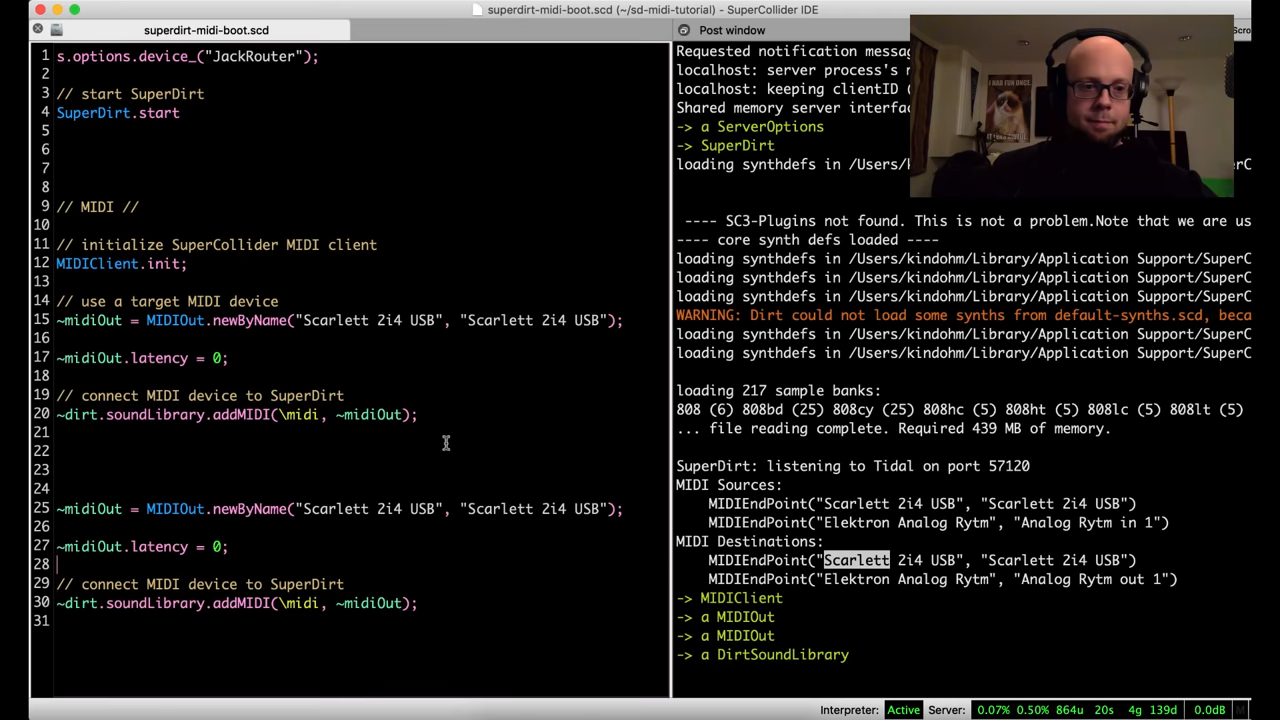 superdirt-midi-boot.scd (~/sd-midi-tutorial) - SuperCollider IDE
superdirt-midi-boot.scd
1 s.options.device_("JackRouter");
2
3 // start SuperDirt
4 SuperDirt.start
5
6
7
8
9 // MIDI //
10
11 // initialize SuperCollider MIDI client
12 MIDIClient.init;
13
14 // use a target MIDI device
15 ~midiOut = MIDIOut.newByName("Scarlett 2i4 USB", "Scarlett 2i4 USB");
16
17 ~midiOut.latency = 0;
18
19 // connect MIDI device to SuperDirt
20 ~dirt.soundLibrary.addMIDI(\midi, ~midiOut);
21
22
23
24
25 ~midiOut = MIDIOut.newByName("Scarlett 2i4 USB", "Scarlett 2i4 USB");
26
27 ~midiOut.latency = 0;
28
29 // connect MIDI device to SuperDirt
30 ~dirt.soundLibrary.addMIDI(\midi, ~midiOut);
31
Post window
Scro
Requested notification messag
localhost: server process's m
localhost: keeping clientID (
Shared memory server interfac
-> a ServerOptions
-> SuperDirt
loading synthdefs in /Users/kind
I HAD FUN ONCE.
---- SC3-Plugins not found. This is not a problem.Note that we are us
---- core synth defs loaded ----
loading synthdefs in /Users/kindohm/Library/Application Support/SuperC
loading synthdefs in /Users/kindohm/Library/Application Support/SuperC
loading synthdefs in /Users/kindohm/Library/Application Support/SuperC
WARNING: Dirt could not load some synths from default-synths.scd, beca
loading synthdefs in /Users/kindohm/Library/Application Support/SuperC
loading synthdefs in /Users/kindohm/Library/Application Support/SuperC
loading 217 sample banks:
808 (6) 808bd (25) 808cy (25) 808hc (5) 808ht (5) 808lc (5) 808lt (5)
... file reading complete. Required 439 MB of memory.
SuperDirt: listening to Tidal on port 57120
MIDI Sources:
MIDIEndPoint("Scarlett 2i4 USB", "Scarlett 2i4 USB")
MIDIEndPoint("Elektron Analog Rytm", "Analog Rytm in 1")
MIDI Destinations:
MIDIEndPoint("Scarlett 2i4 USB", "Scarlett 2i4 USB")
MIDIEndPoint("Elektron Analog Rytm", "Analog Rytm out 1")
-> MIDIClient
-> a MIDIOut
-> a MIDIOut
-> a DirtSoundLibrary
Interpreter: Active Server: 0.07% 0.50% 864u 20s 4g 139d 0.0dB M